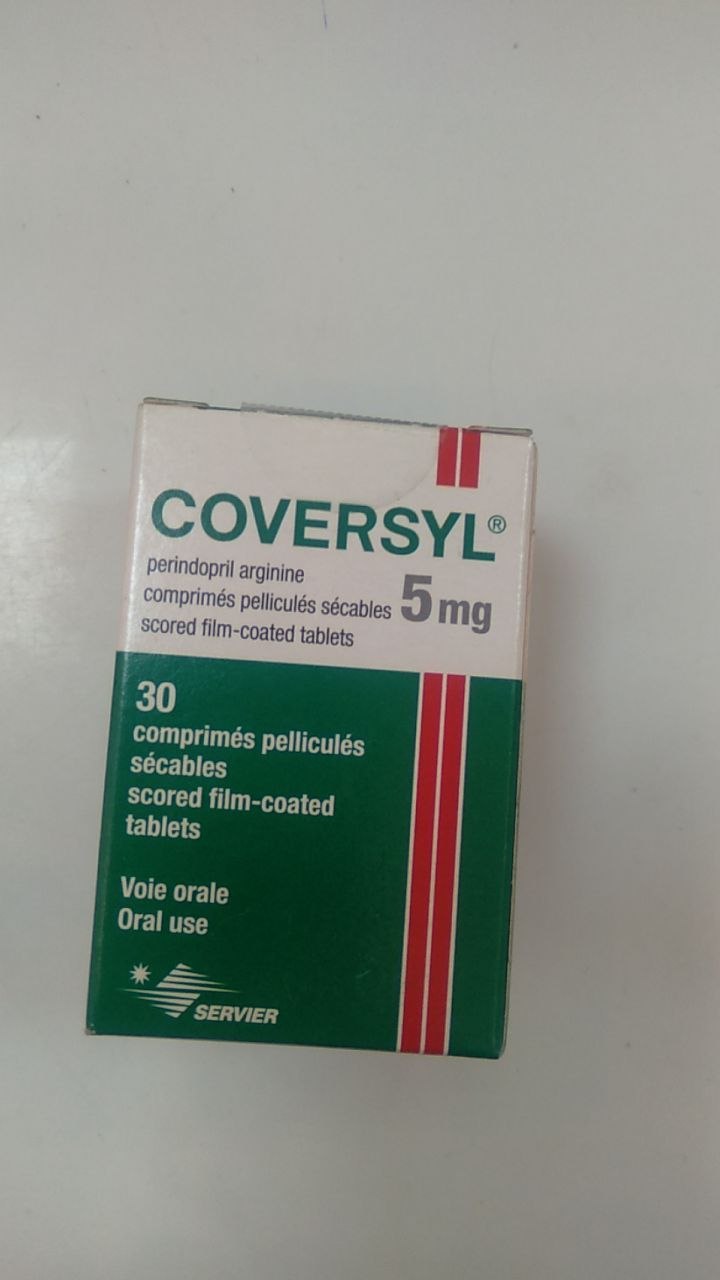 COVERSYL®
perindopril arginine
comprimés pelliculés sécables 5 mg
scored film-coated tablets
30
comprimés pelliculés
sécables
scored film-coated
tablets
Voie orale
Oral use
SERVIER